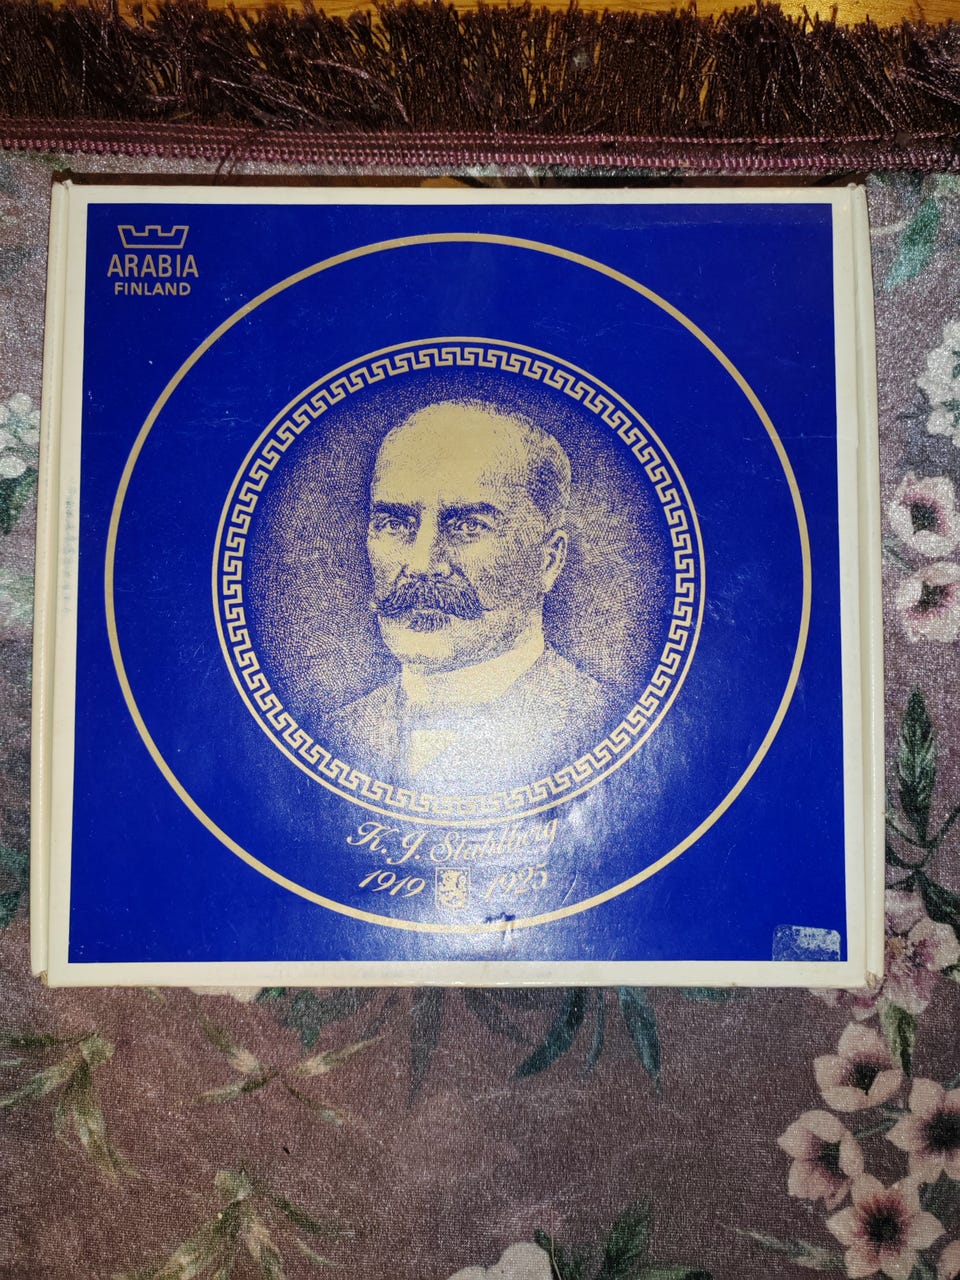 ARABIA
FINLAND
K. J. Ståhlberg
1919 1925